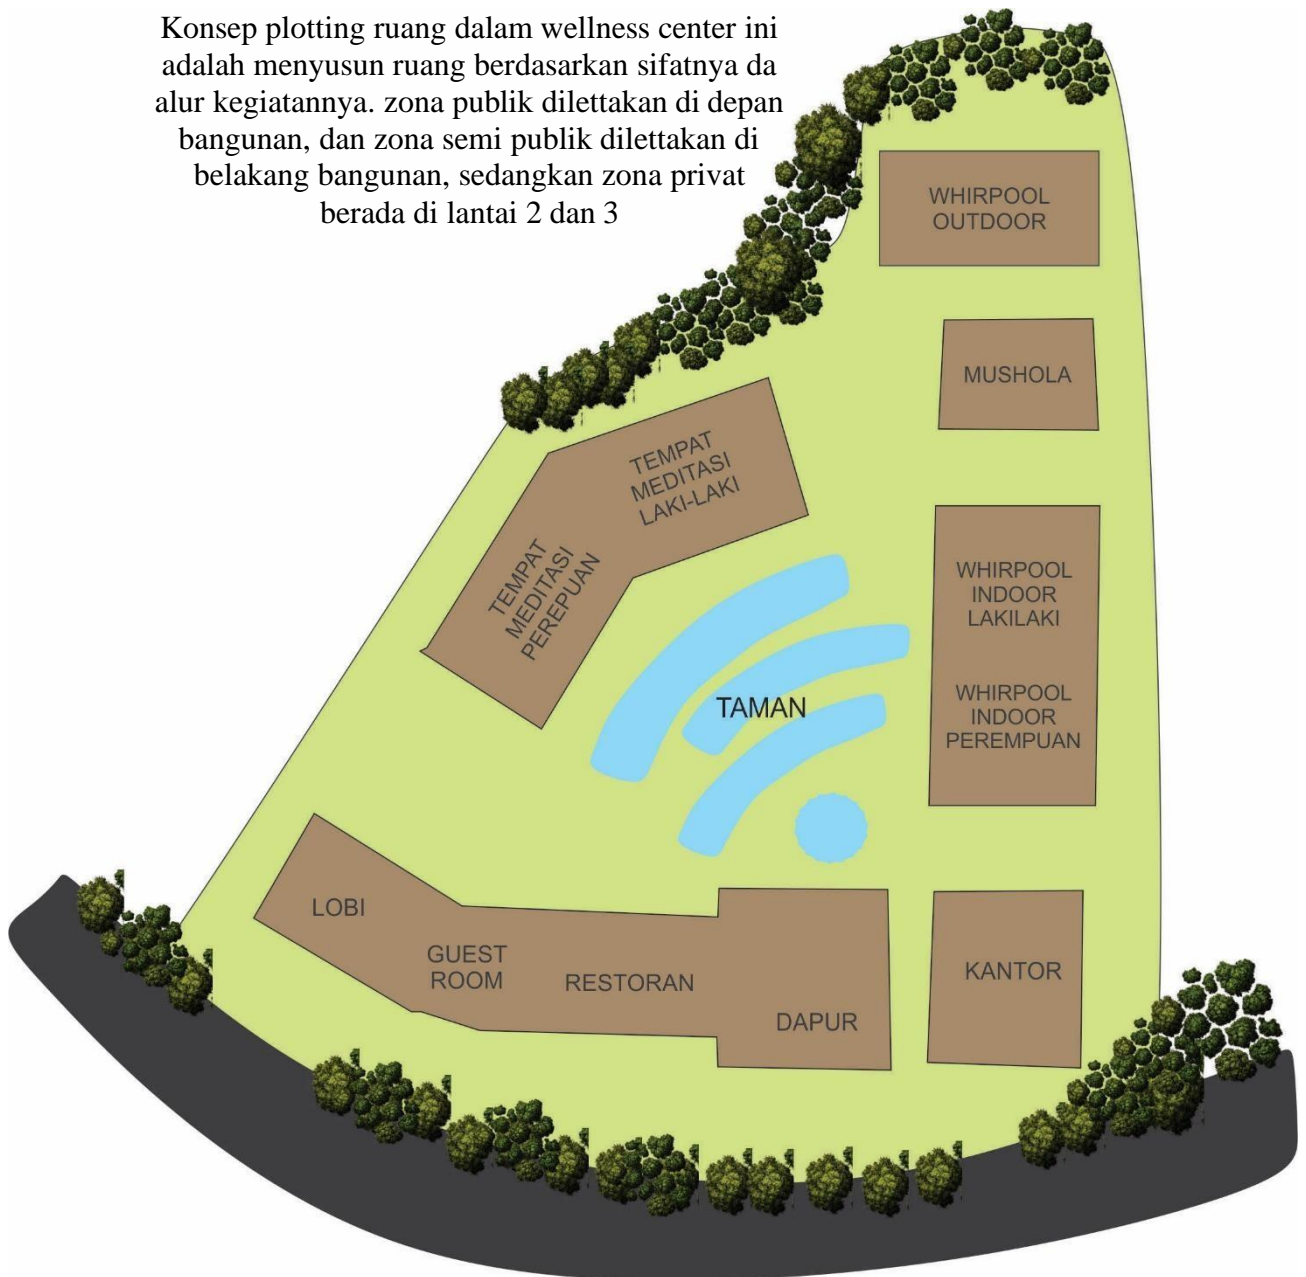 Konsep plotting ruang dalam wellness center ini
adalah menyusun ruang berdasarkan sifatnya da
alur kegiatannya. zona publik dilettakan di depan
bangunan, dan zona semi publik dilettakan di
belakang bangunan, sedangkan zona privat
berada di lantai 2 dan 3
WHIRPOOL
OUTDOOR
MUSHOLA
TEMPAT
MEDITASI
LAKI-LAKI
TEMPAT
MEDITASI
PEREPUAN
WHIRPOOL
INDOOR
LAKILAKI
WHIRPOOL
INDOOR
PEREMPUAN
TAMAN
LOBI
GUEST
ROOM
RESTORAN
DAPUR
KANTOR